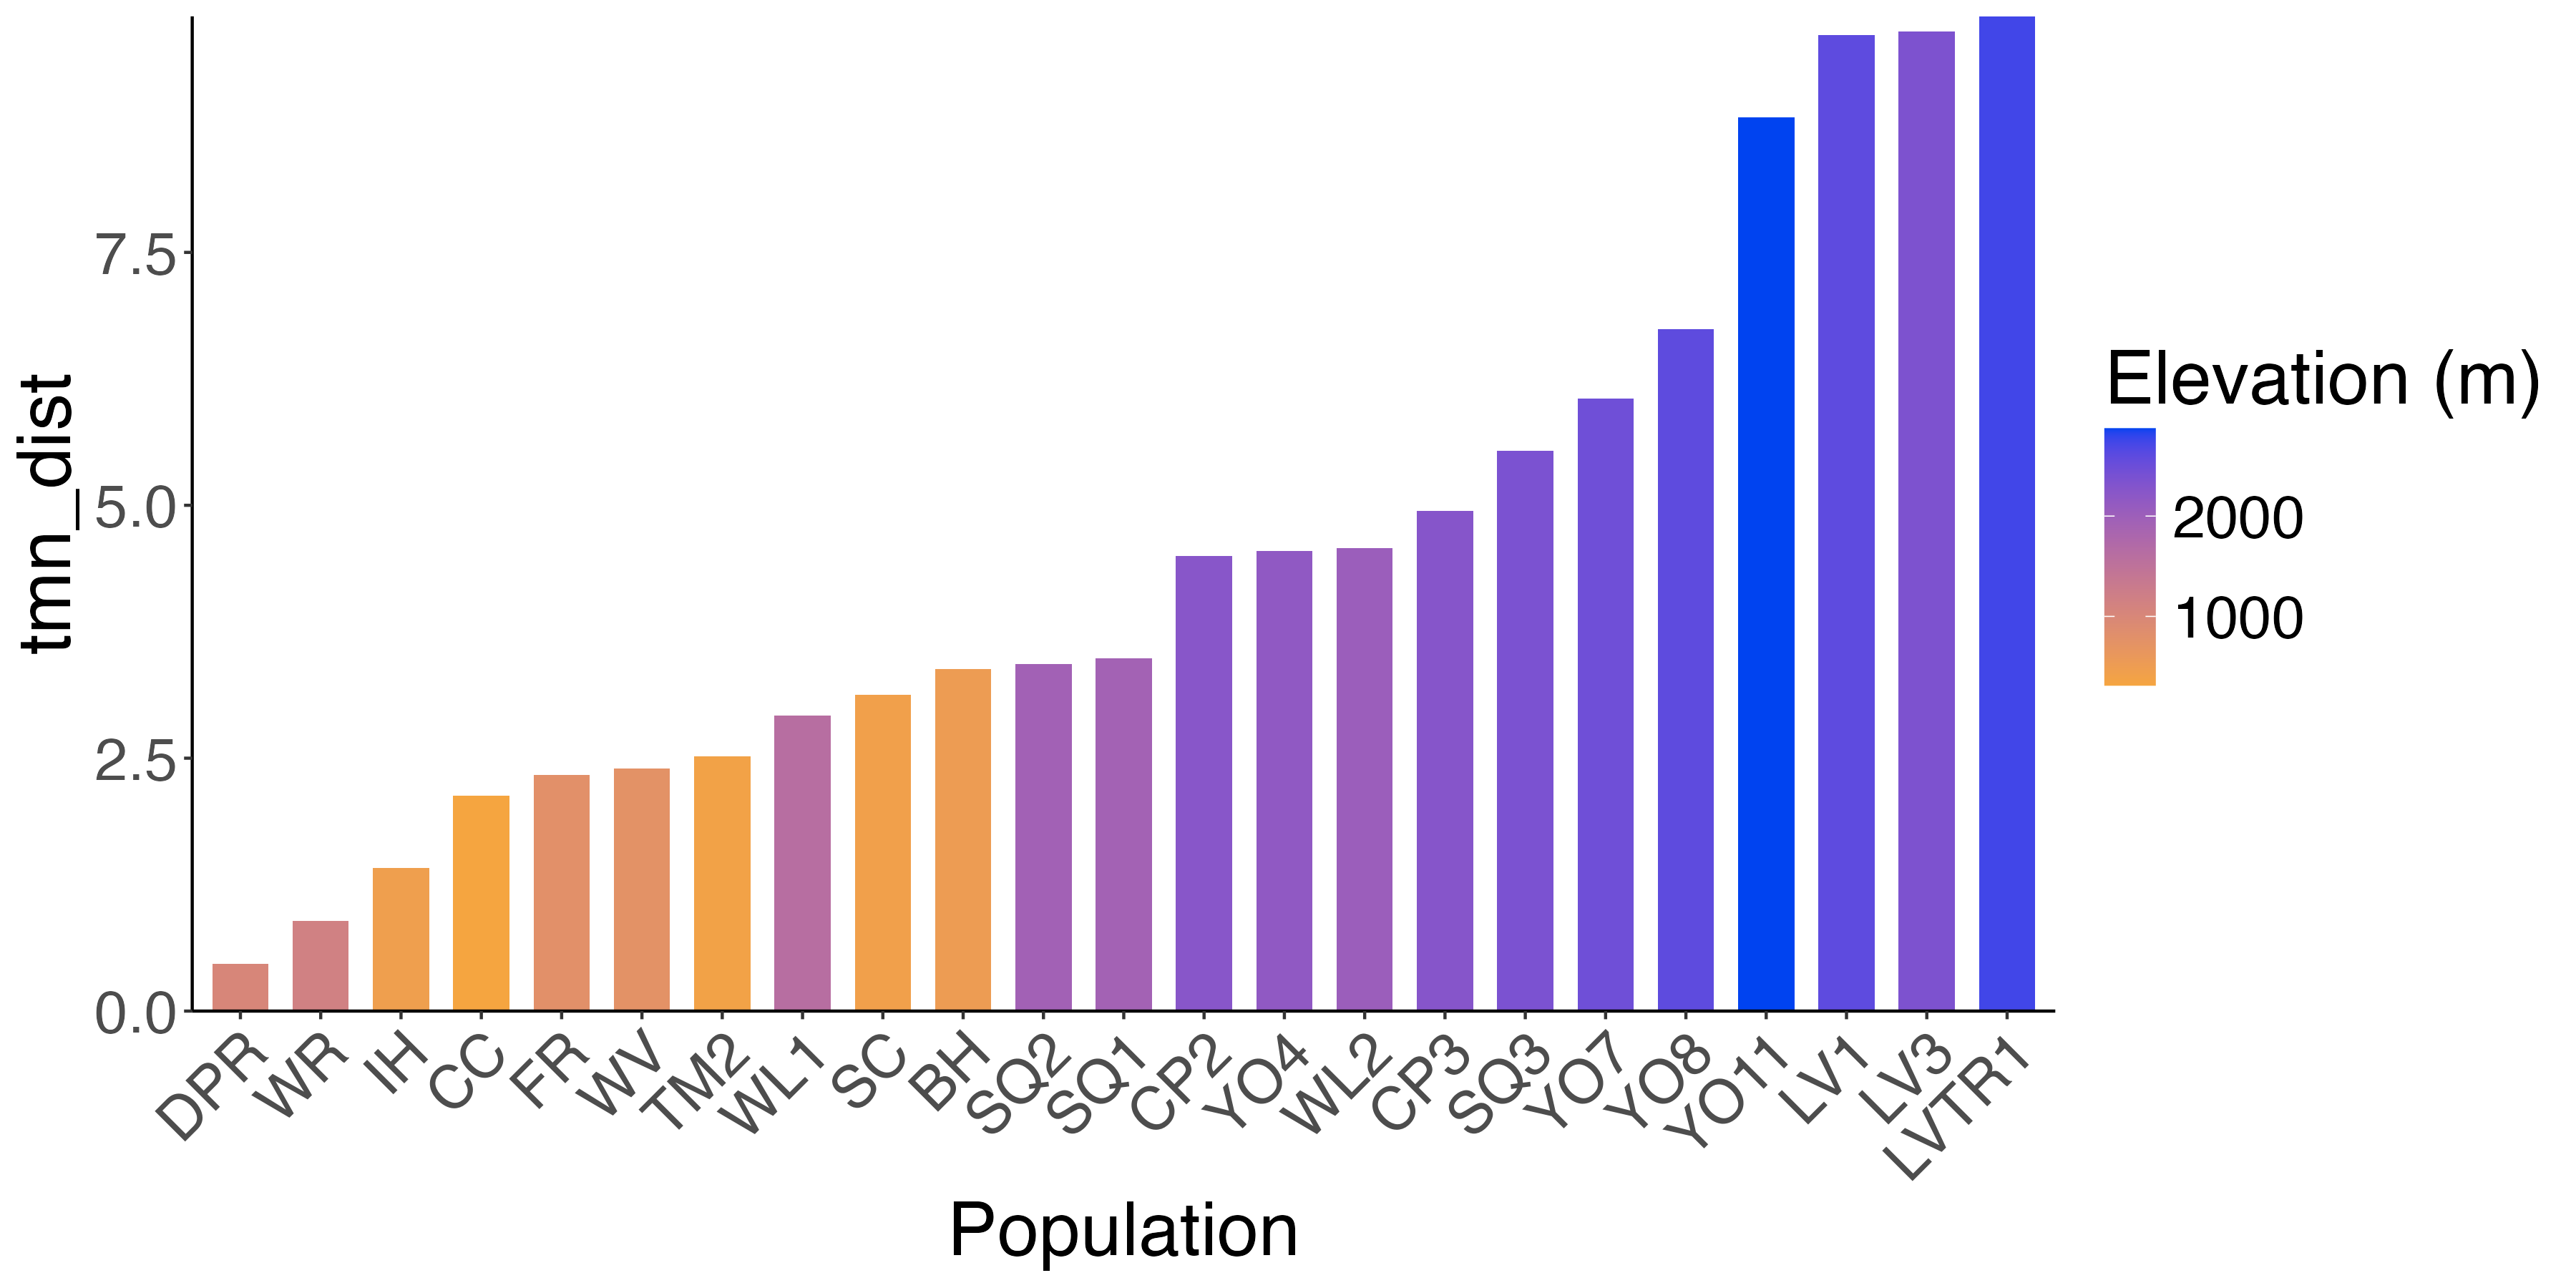 tmn_dist
7.5
5.0
2.5
0.0
DPR
WR
IH
CC
FR
WV
TM2
WL1
SC
BH
SQ2
SQ1
CP2
YO4
WL2
CP3
SQ3
YO7
YO8
YO11
LV1
LV3
LVTR1
Population
Elevation (m)
2000
1000